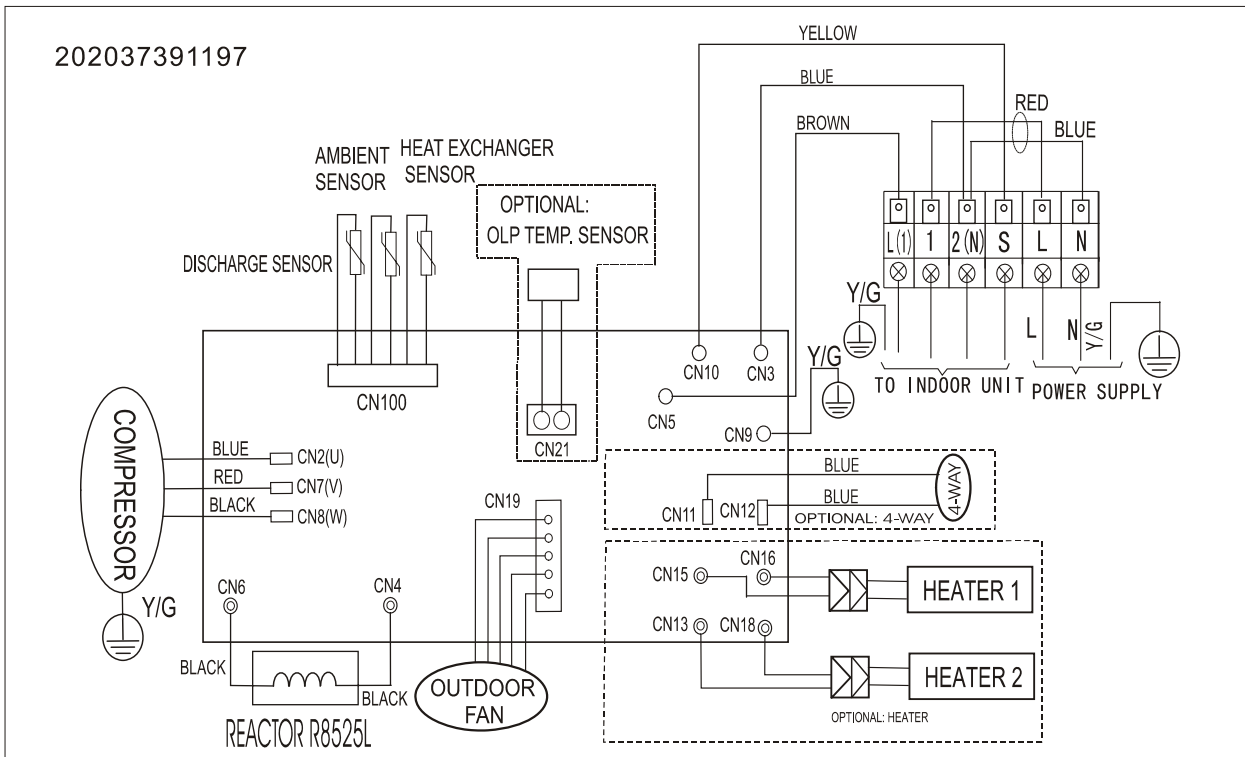 202037391197
YELLOW
BLUE
BROWN
RED
BLUE
AMBIENT
SENSOR
HEAT EXCHANGER
SENSOR
DISCHARGE SENSOR
OPTIONAL:
OLP TEMP. SENSOR
L(1) 1 2(N) S L N
Y/G
L N Y/G
TO INDOOR UNIT
POWER SUPPLY
CN100
CN21
CN10
CN3
CN5
Y/G
CN9
COMPRESSOR
BLUE
CN2(U)
RED
CN7(V)
BLACK
CN8(W)
Y/G
CN19
BLUE
BLUE
CN11
CN12
OPTIONAL: 4-WAY
4-WAY
CN6
CN4
BLACK
BLACK
REACTOR R8525L
OUTDOOR
FAN
CN15
CN16
HEATER 1
CN13
CN18
HEATER 2
OPTIONAL: HEATER